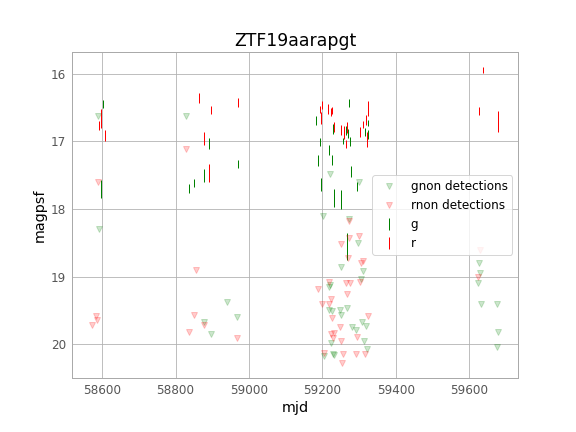 ZTF19aarapgt
16
17
18
19
20
magpsf
gnon detections
rnon detections
g
r
58600
58800
59000
59200
59400
59600
mjd